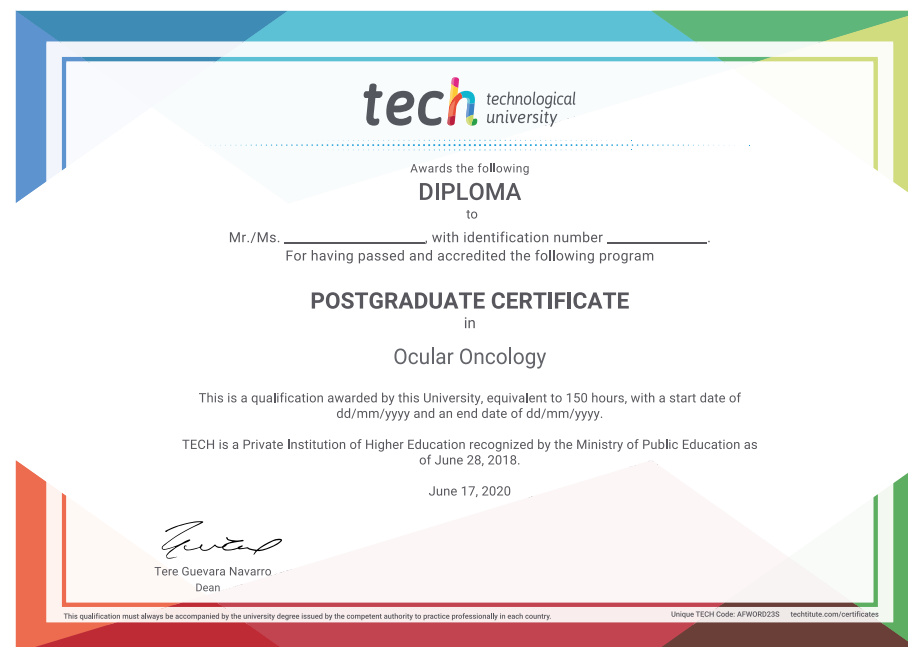 tech technological
university
Awards the following
DIPLOMA
to
Mr./Ms. ____________, with identification number ____________.
For having passed and accredited the following program
POSTGRADUATE CERTIFICATE
in
Ocular Oncology
This is a qualification awarded by this University, equivalent to 150 hours, with a start date of
dd/mm/yyyy and an end date of dd/mm/yyyy.
TECH is a Private Institution of Higher Education recognized by the Ministry of Public Education as
of June 28, 2018.
June 17, 2020
Tere Guevara Navarro
Dean
This qualification must always be accompanied by the university degree issued by the competent authority to practice professionally in each country.
Unique TECH Code: AFWORD23S techtitute.com/certificates